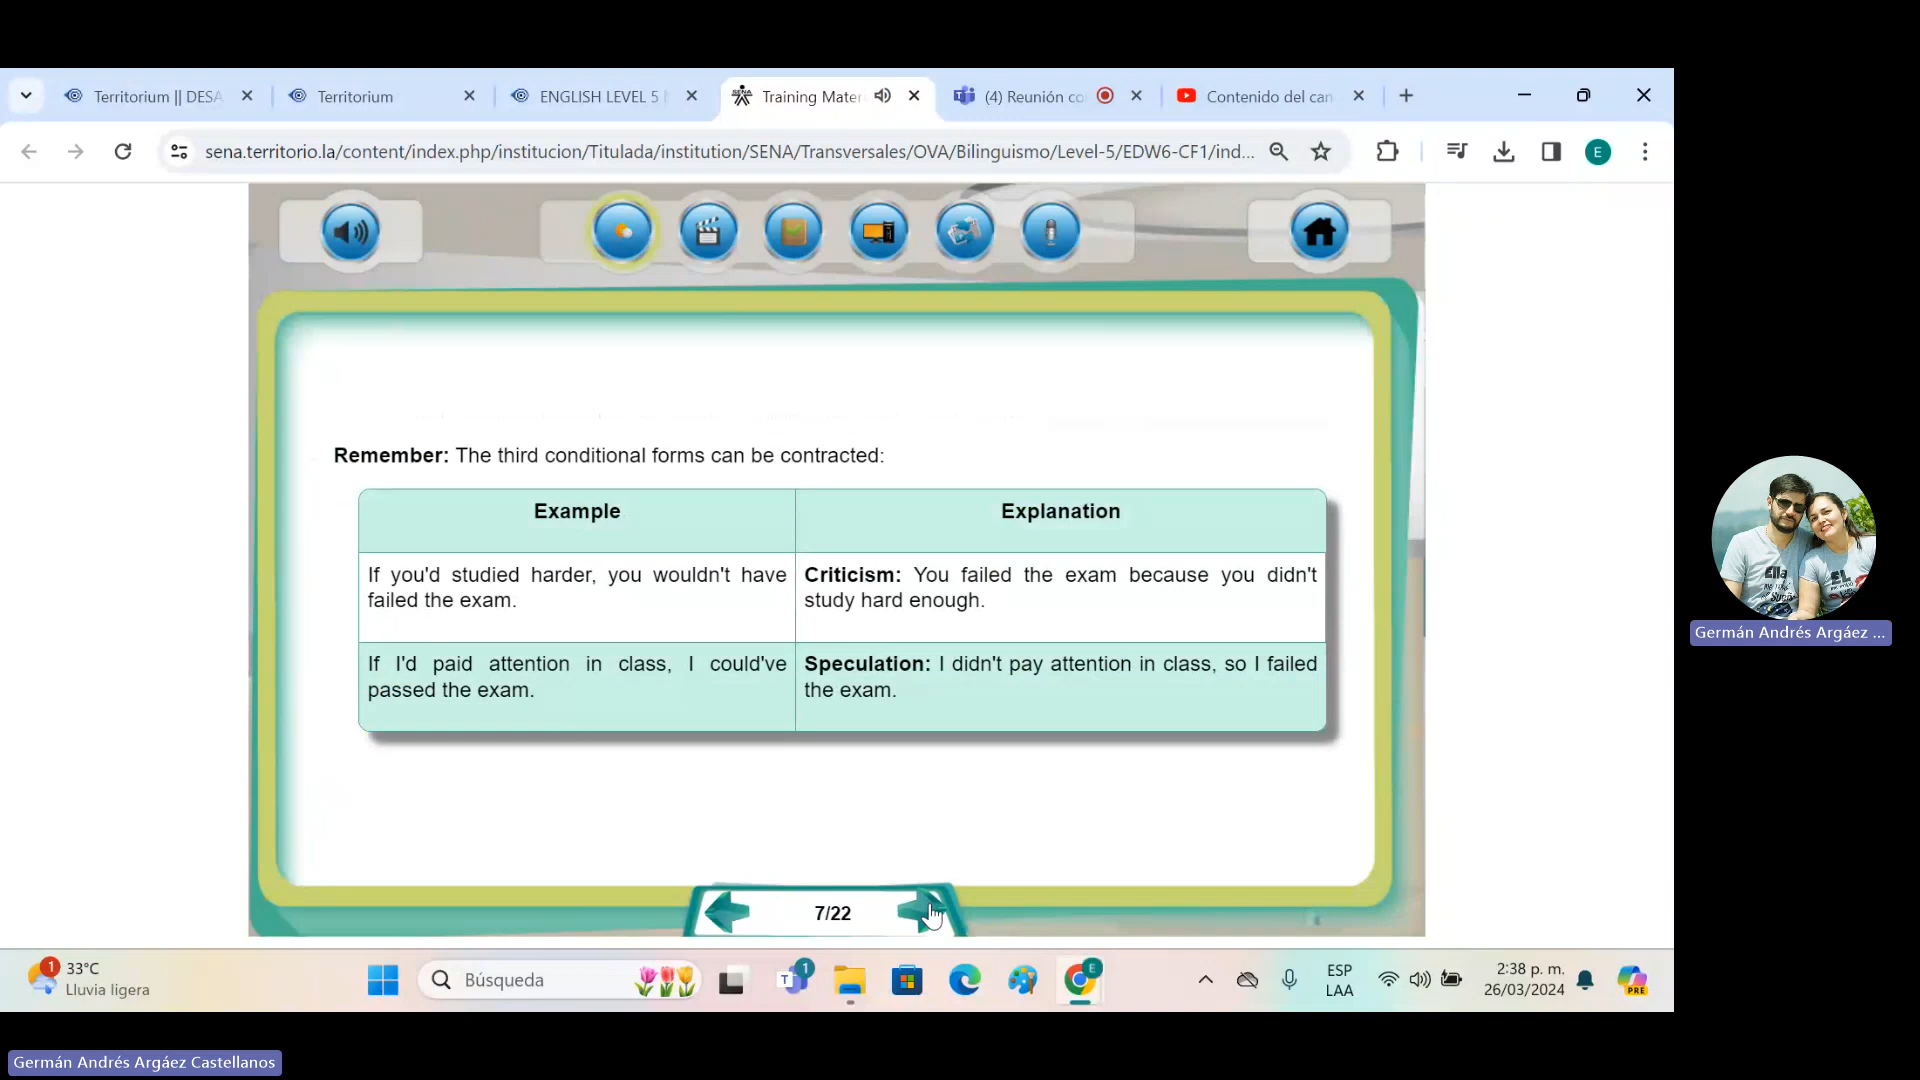 Territorium || DESA
Territorium
ENGLISH LEVEL 5
Training Mater
(4) Reunión co
Contenido del can
sena.territorio.la/content/index.php/institucion/Titulada/institution/SENA/Transversales/OVA/Bilinguismo/Level-5/EDW6-CF1/ind...
E
Remember: The third conditional forms can be contracted:
Example
Explanation
If you'd studied harder, you wouldn't have
failed the exam.
Criticism: You failed the exam because you didn't
study hard enough.
If I'd paid attention in class, I could've
passed the exam.
Speculation: I didn't pay attention in class, so I failed
the exam.
7/22
Germán Andrés Argáez ...
1
33°C
Lluvia ligera
Búsqueda
1
E
ESP
LAA
2:38 p. m.
26/03/2024
PRE
Germán Andrés Argáez Castellanos